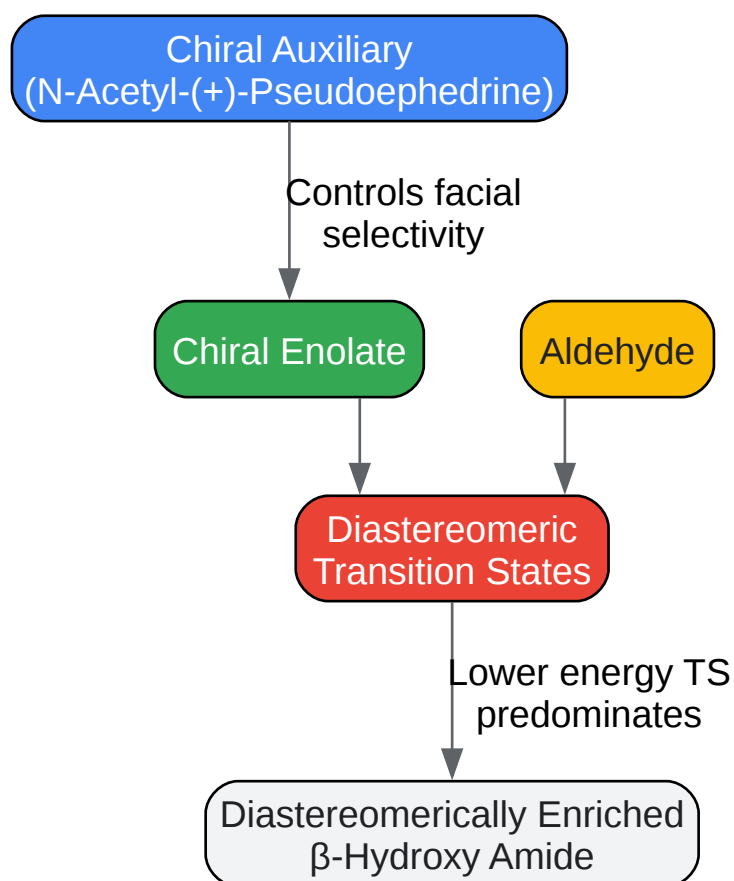 Chiral Auxiliary
(N-Acetyl-(+)-Pseudoephedrine)
Controls facial
selectivity
Chiral Enolate
Aldehyde
Diastereomeric
Transition States
Lower energy TS
predominates
Diastereomerically Enriched
β-Hydroxy Amide